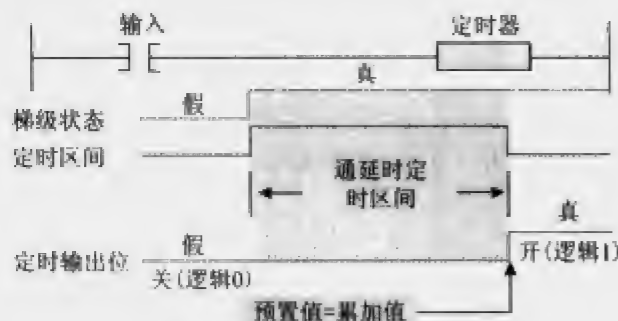 输入
定时器
真
假
梯级状态
定时区间
通延时定
时区间
真
假
定时输出位
关(逻辑0)
开(逻辑1)
预置值=累加值